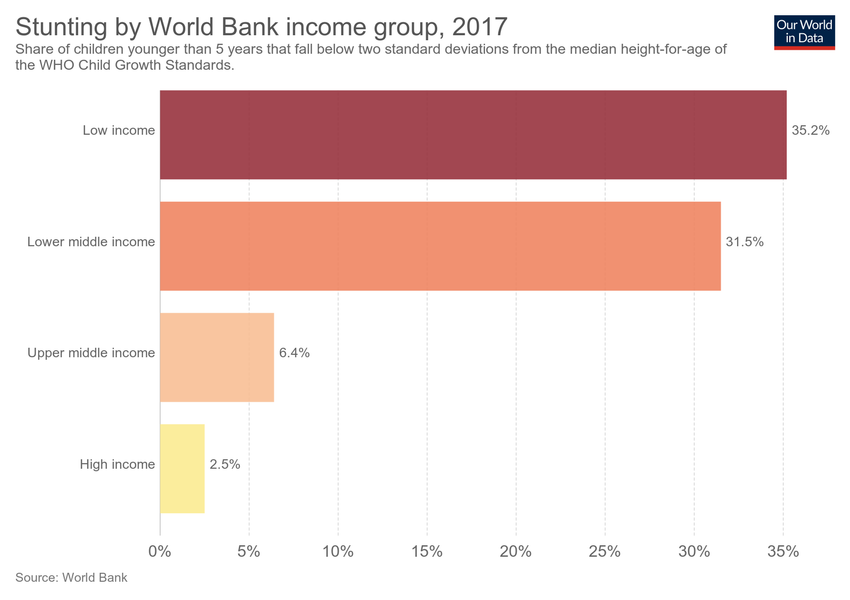 Stunting by World Bank income group, 2017
Our World
in Data
Share of children younger than 5 years that fall below two standard deviations from the median height-for-age of
the WHO Child Growth Standards.
Low income
35.2%
Lower middle income
31.5%
Upper middle income
6.4%
High income
2.5%
0% 5% 10% 15% 20% 25% 30% 35%
Source: World Bank